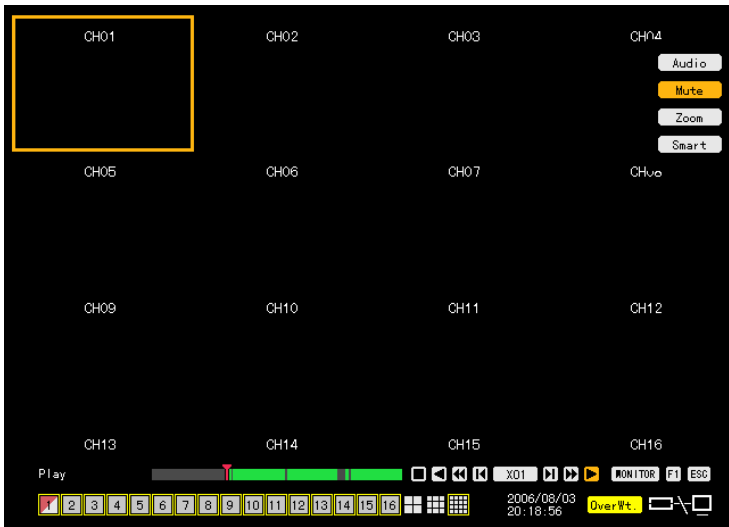 CH01 CH02 CH03 CH04
Audio
Mute
Zoom
Smart
CH05 CH06 CH07 CH08
CH09 CH10 CH11 CH12
CH13 CH14 CH15 CH16
Play X01 MONITOR F1 ESC
1 2 3 4 5 6 7 8 9 10 11 12 13 14 15 16 2006/08/03 OverWt.
20:18:56